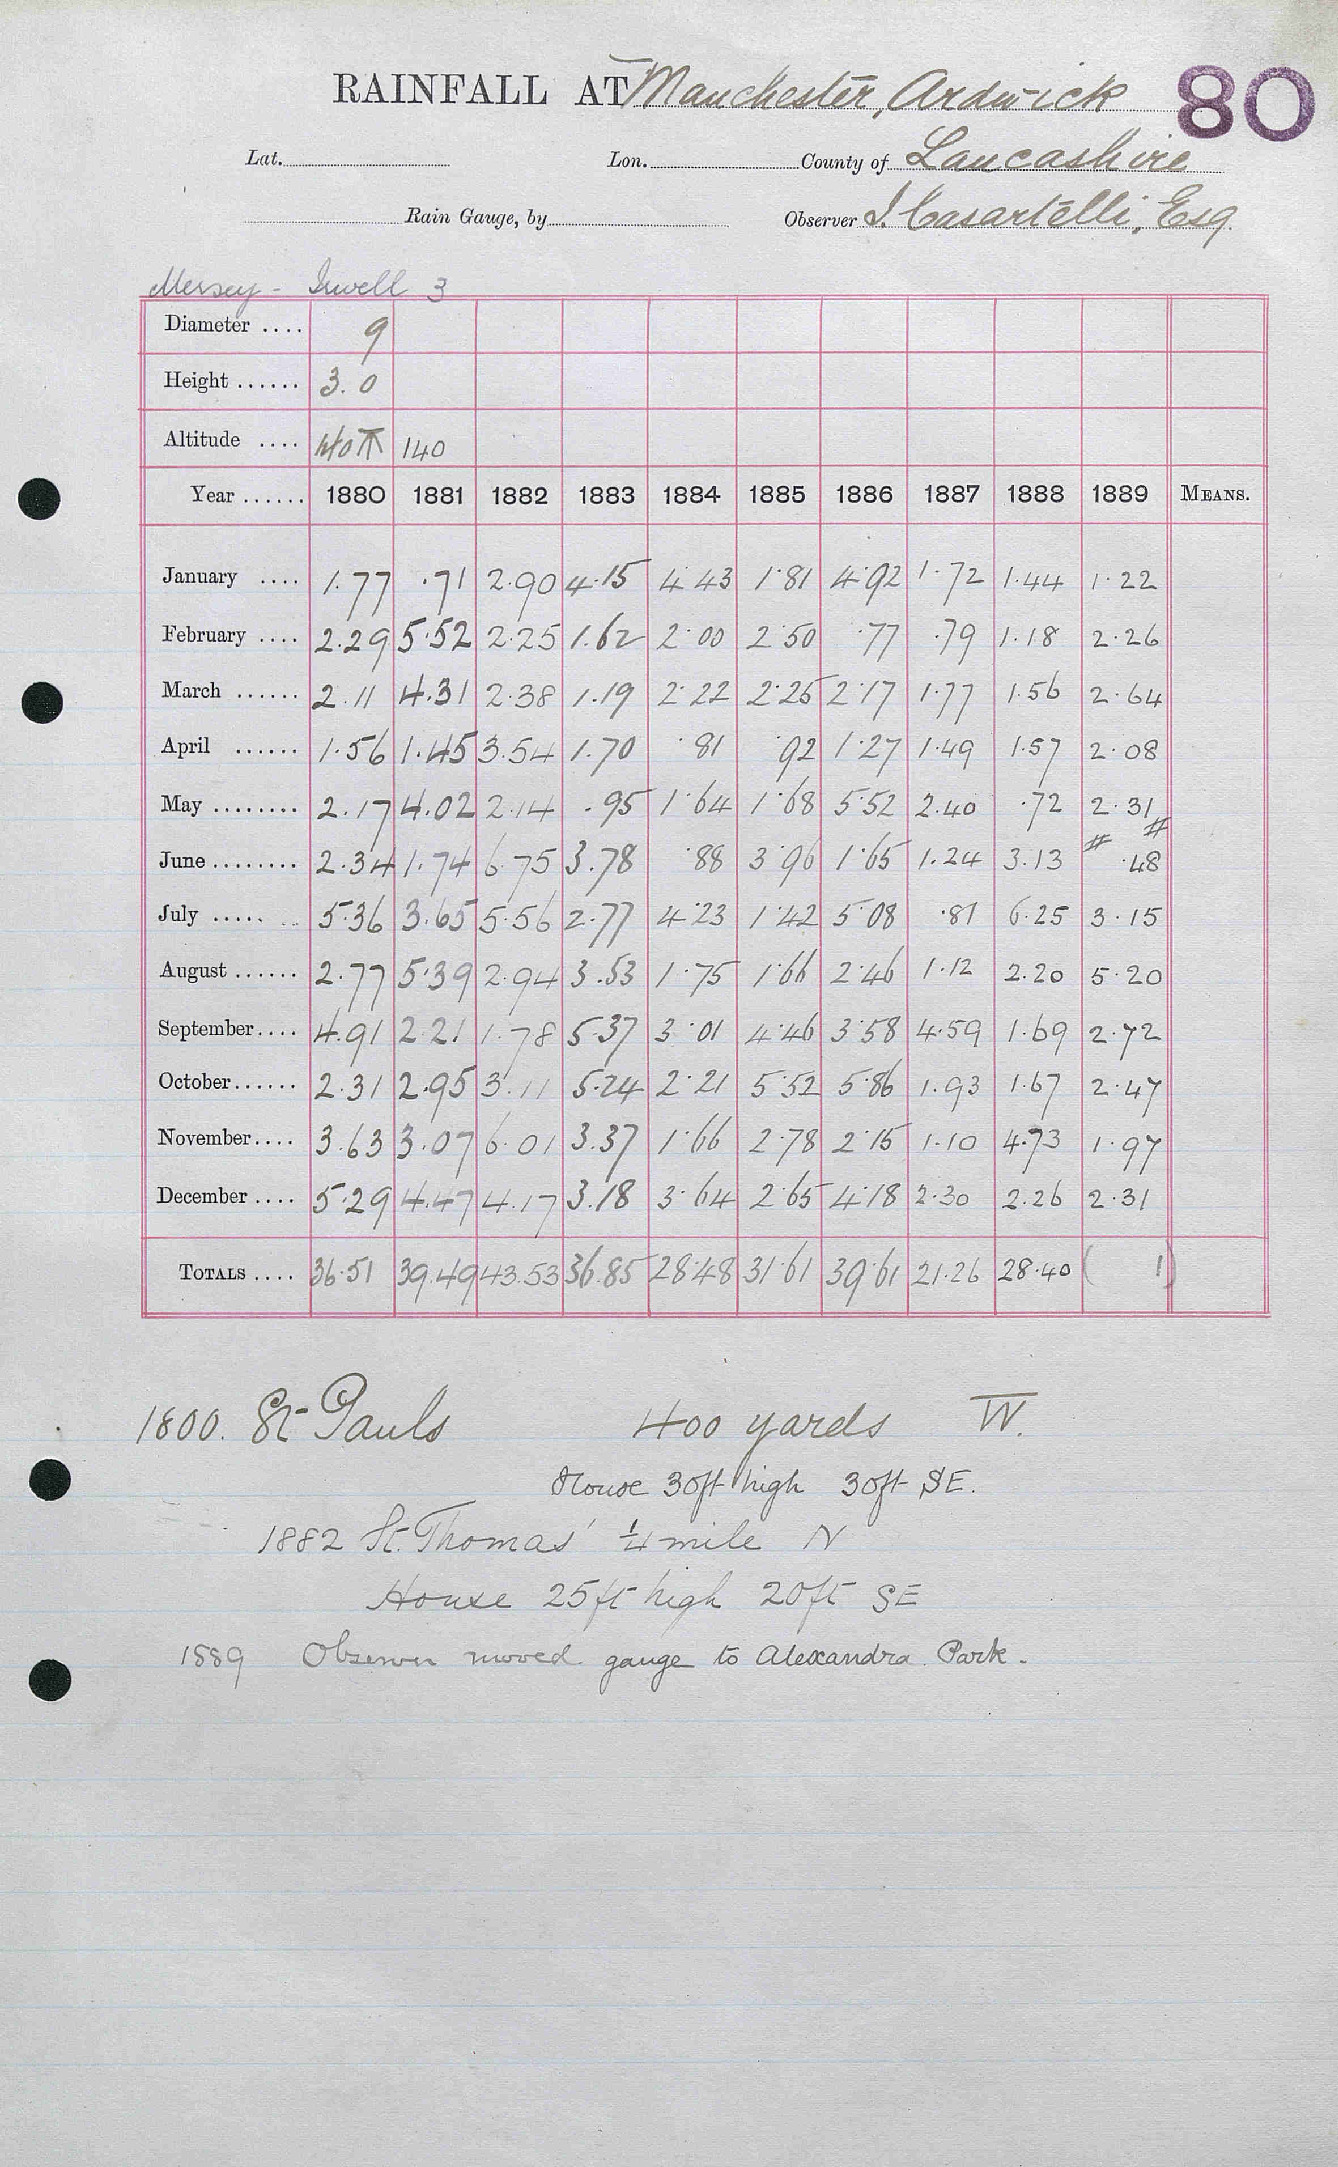 RAINFALL AT Manchester, Ardwick 80
Lat. Lon. County of Lancashire
Rain Gauge, by Observer J. Casartelli, Esq.
Mersey - Irwell 3
Diameter .... 9
Height ...... 3.0
Altitude .... 140 T 140
Year ...... 1880 1881 1882 1883 1884 1885 1886 1887 1888 1889 MEANS.
January .... 1.77 .71 2.90 4.15 4.43 1.81 4.92 1.72 1.44 1.22
February .... 2.29 5.52 2.25 1.62 2.00 2.50 .77 .79 1.18 2.26
March ...... 2.11 4.31 2.38 1.19 2.22 2.25 2.17 1.77 1.56 2.64
April ...... 1.56 1.45 3.54 1.70 .81 .92 1.27 1.49 1.57 2.08
May ........ 2.17 4.02 2.14 .95 1.64 1.68 5.52 2.40 .72 2.31
# #
June ........ 2.34 1.74 6.75 3.78 .88 3.96 1.65 1.24 3.13 .48
July ..... 5.36 3.65 5.56 2.77 4.23 1.42 5.08 .81 6.25 3.15
August ...... 2.77 5.39 2.94 3.53 1.75 1.66 2.46 1.12 2.20 5.20
September.... 4.91 2.21 1.78 5.37 3.01 4.46 3.58 4.59 1.69 2.72
October...... 2.31 2.95 3.11 5.24 2.21 5.52 5.86 1.93 1.67 2.47
November.... 3.63 3.07 6.01 3.37 1.66 2.78 2.15 1.10 4.73 1.97
December .... 5.29 4.47 4.17 3.18 3.64 2.65 4.18 2.30 2.26 2.31
TOTALS .... 36.51 39.49 43.53 36.85 28.48 31.61 39.61 21.26 28.40 ( 1)
1800. St Pauls 400 yards W.
House 30ft high 30ft SE.
1882 St. Thomas' ¼ mile N
House 25ft high 20ft SE
1889 Observer moved gauge to Alexandra Park.